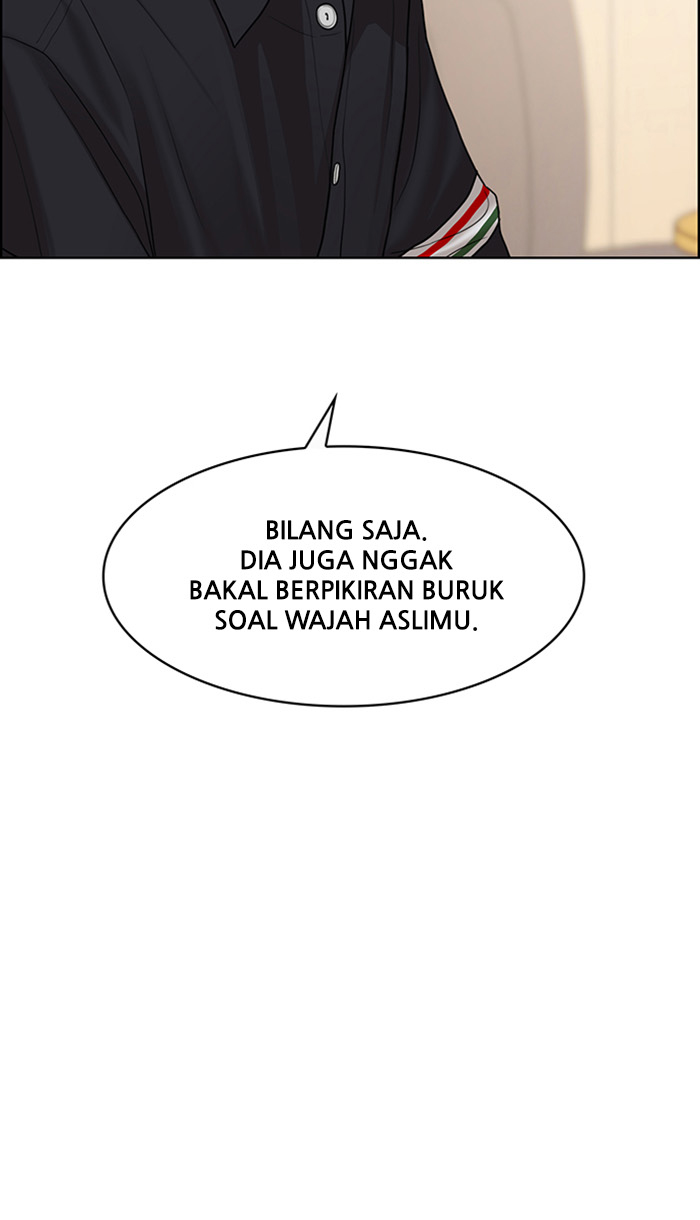 BILANG SAJA.
DIA JUGA NGGAK
BAKAL BERPIKIRAN BURUK
SOAL WAJAH ASLIMU.